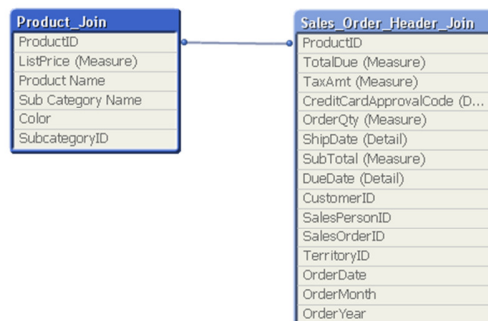 Product_Join
ProductID
ListPrice (Measure)
Product Name
Sub Category Name
Color
SubcategoryID
Sales_Order_Header_Join
ProductID
TotalDue (Measure)
TaxAmt (Measure)
CreditCardApprovalCode (D...
OrderQty (Measure)
ShipDate (Detail)
SubTotal (Measure)
DueDate (Detail)
CustomerID
SalesPersonID
SalesOrderID
TerritoryID
OrderDate
OrderMonth
OrderYear